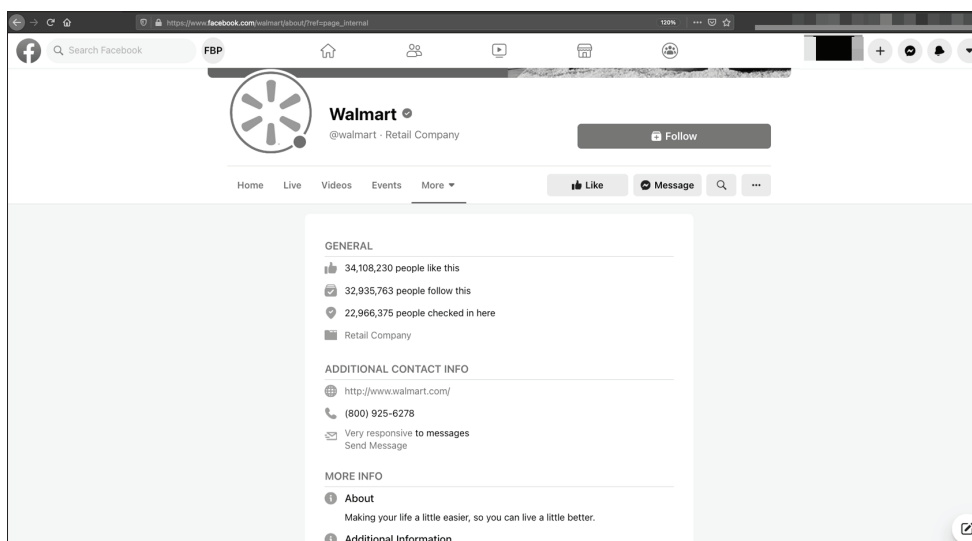 https://www.facebook.com/walmart/about/?ref=page_internal
120%
Search Facebook
FBP
Walmart
@walmart · Retail Company
Follow
Home Live Videos Events More
Like Message
GENERAL
34,108,230 people like this
32,935,763 people follow this
22,966,375 people checked in here
Retail Company
ADDITIONAL CONTACT INFO
http://www.walmart.com/
(800) 925-6278
Very responsive to messages
Send Message
MORE INFO
About
Making your life a little easier, so you can live a little better.
Additional Information